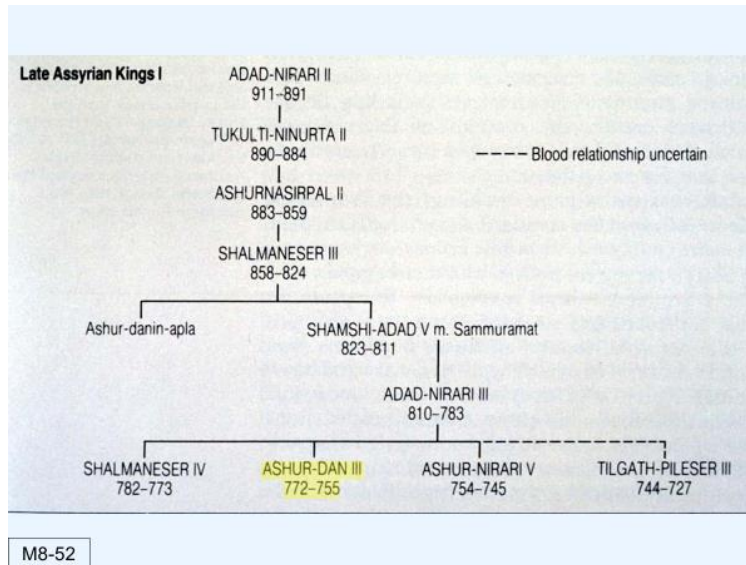 Late Assyrian Kings I
ADAD-NIRARI II
911–891
TUKULTI-NINURTA II
890–884
---- Blood relationship uncertain
ASHURNASIRPAL II
883–859
SHALMANESER III
858–824
Ashur-danin-apla
SHAMSHI-ADAD V m. Sammuramat
823–811
ADAD-NIRARI III
810–783
SHALMANESER IV
782–773
ASHUR-DAN III
772–755
ASHUR-NIRARI V
754–745
TILGATH-PILESER III
744–727
M8-52